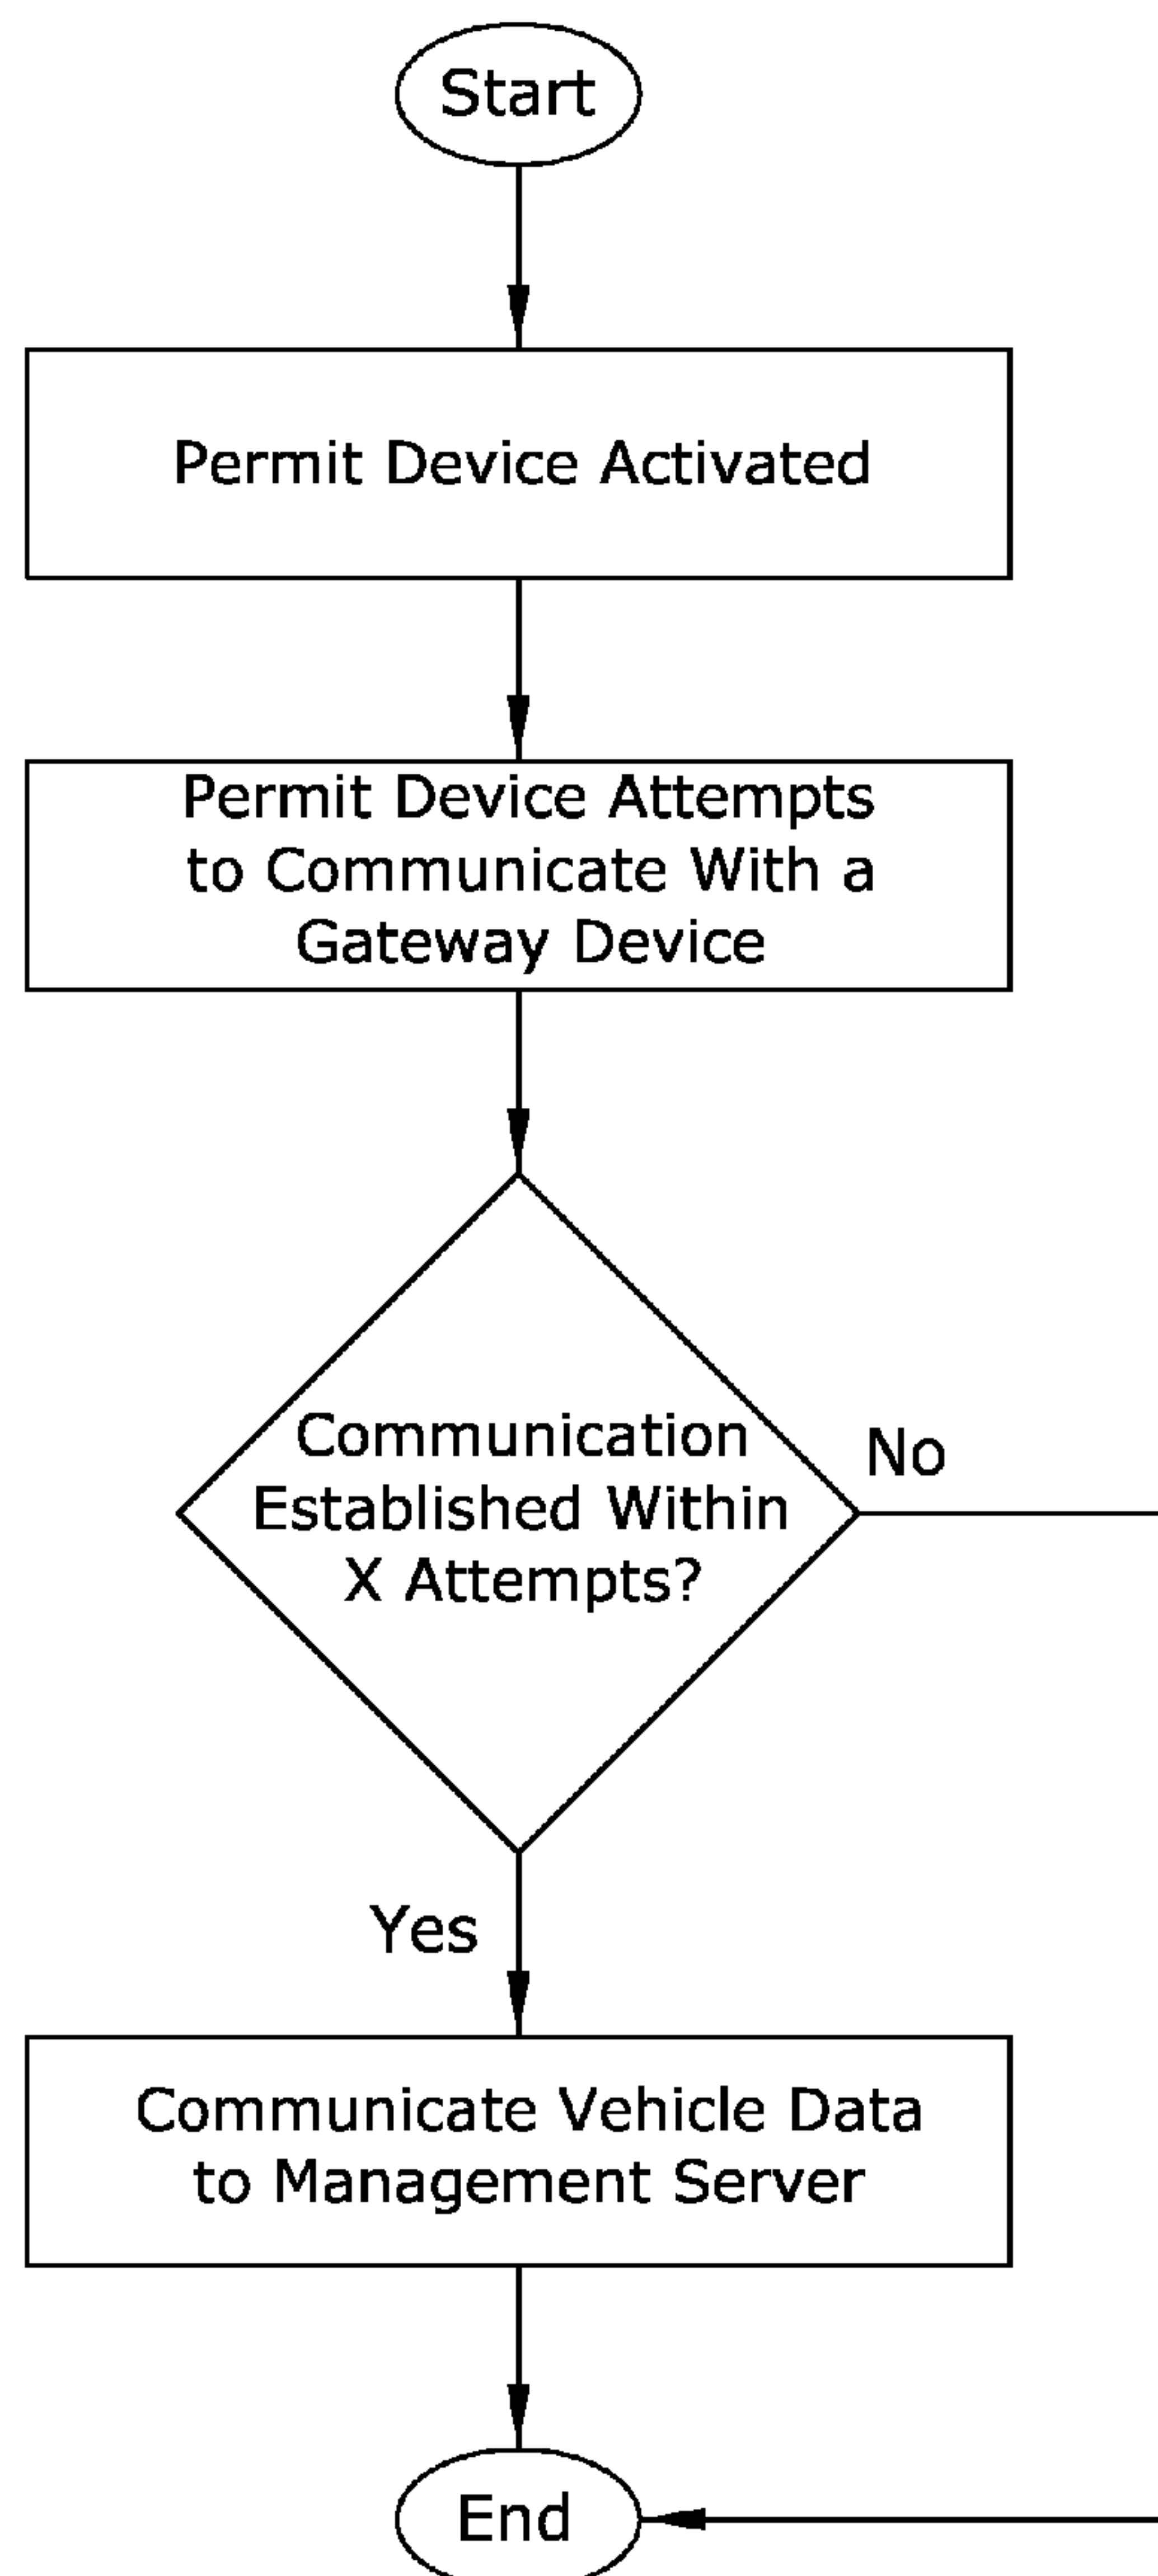 Start
Permit Device Activated
Permit Device Attempts
to Communicate With a
Gateway Device
Communication
Established Within
X Attempts?
No
Yes
Communicate Vehicle Data
to Management Server
End